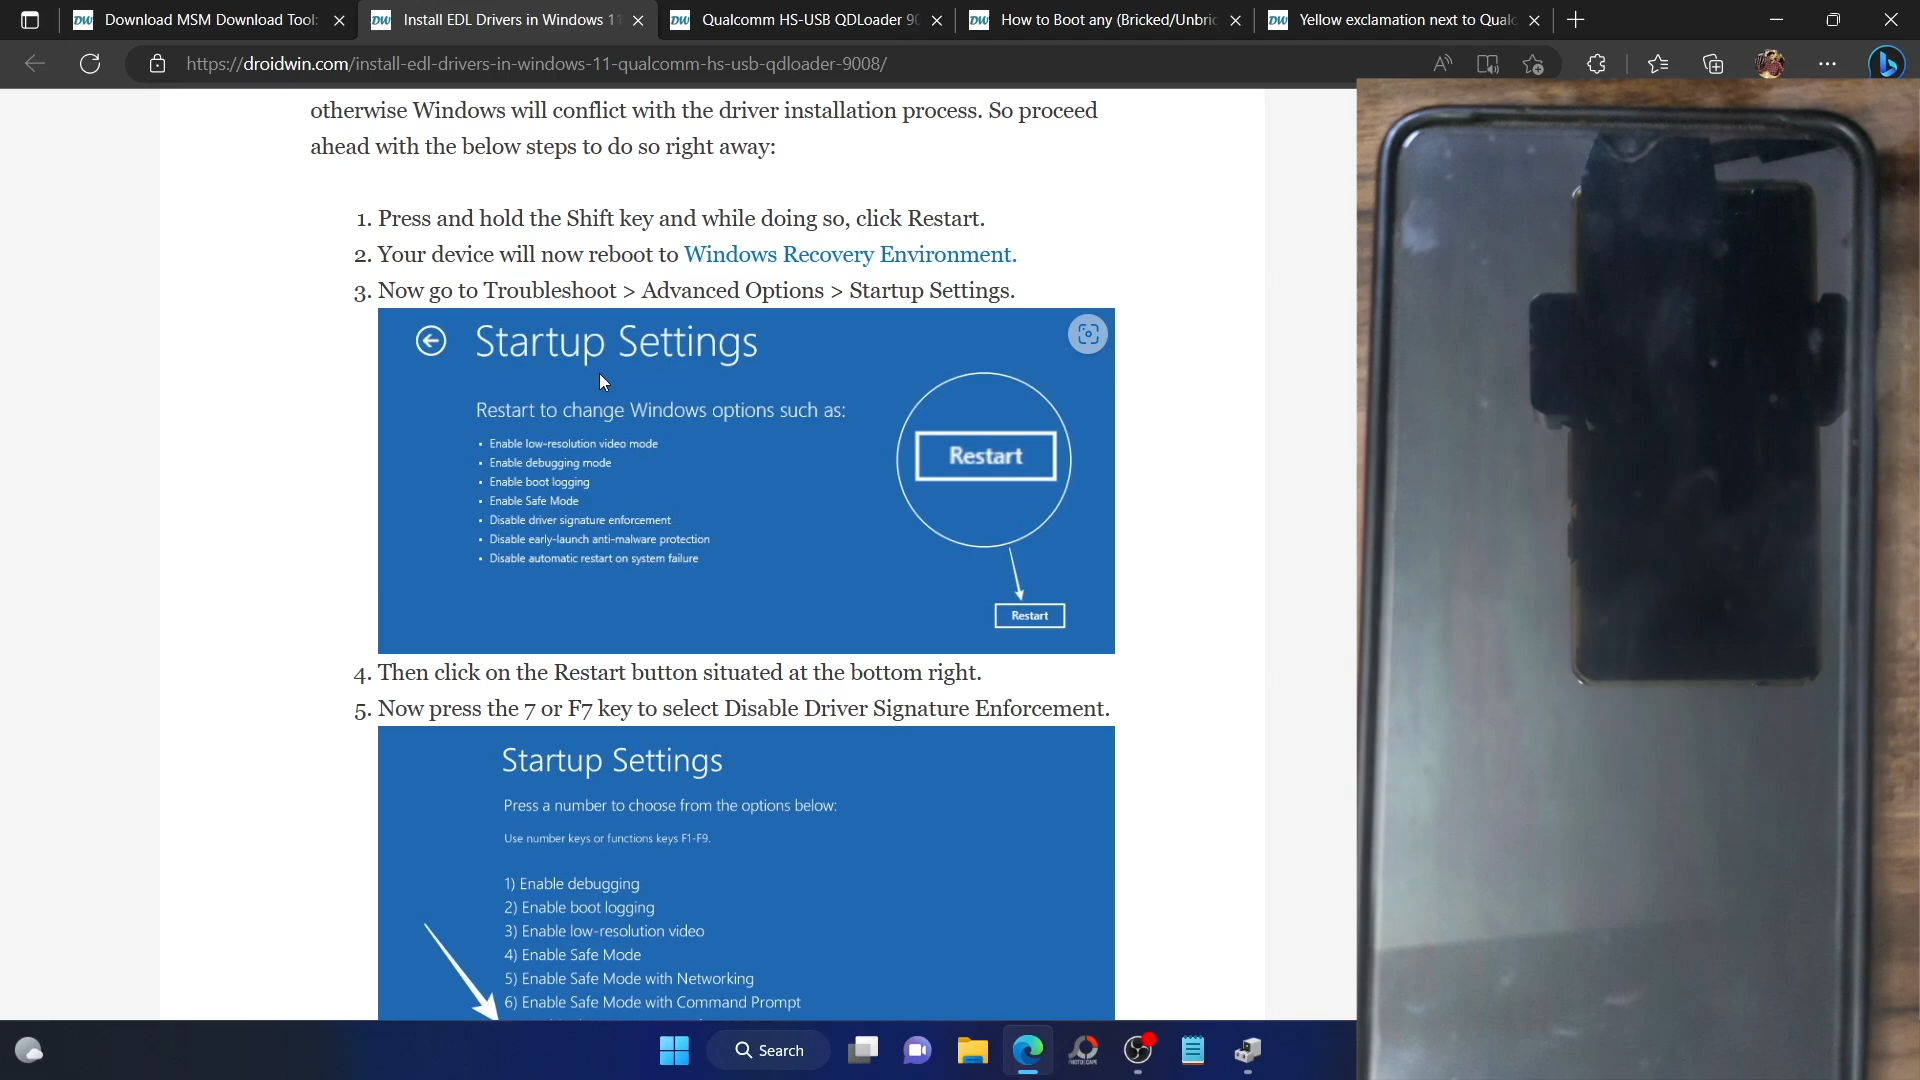 Download MSM Download Tool:
Install EDL Drivers in Windows 11
Qualcomm HS-USB QDLoader 90
How to Boot any (Bricked/Unbric
Yellow exclamation next to Qualc
https://droidwin.com/install-edl-drivers-in-windows-11-qualcomm-hs-usb-qdloader-9008/
otherwise Windows will conflict with the driver installation process. So proceed
ahead with the below steps to do so right away:
1. Press and hold the Shift key and while doing so, click Restart.
2. Your device will now reboot to Windows Recovery Environment.
3. Now go to Troubleshoot > Advanced Options > Startup Settings.
Startup Settings
Restart to change Windows options such as:
• Enable low-resolution video mode
• Enable debugging mode
• Enable boot logging
• Enable Safe Mode
• Disable driver signature enforcement
• Disable early-launch anti-malware protection
• Disable automatic restart on system failure
Restart
Restart
4. Then click on the Restart button situated at the bottom right.
5. Now press the 7 or F7 key to select Disable Driver Signature Enforcement.
Startup Settings
Press a number to choose from the options below:
Use number keys or functions keys F1-F9.
1) Enable debugging
2) Enable boot logging
3) Enable low-resolution video
4) Enable Safe Mode
5) Enable Safe Mode with Networking
6) Enable Safe Mode with Command Prompt
Search